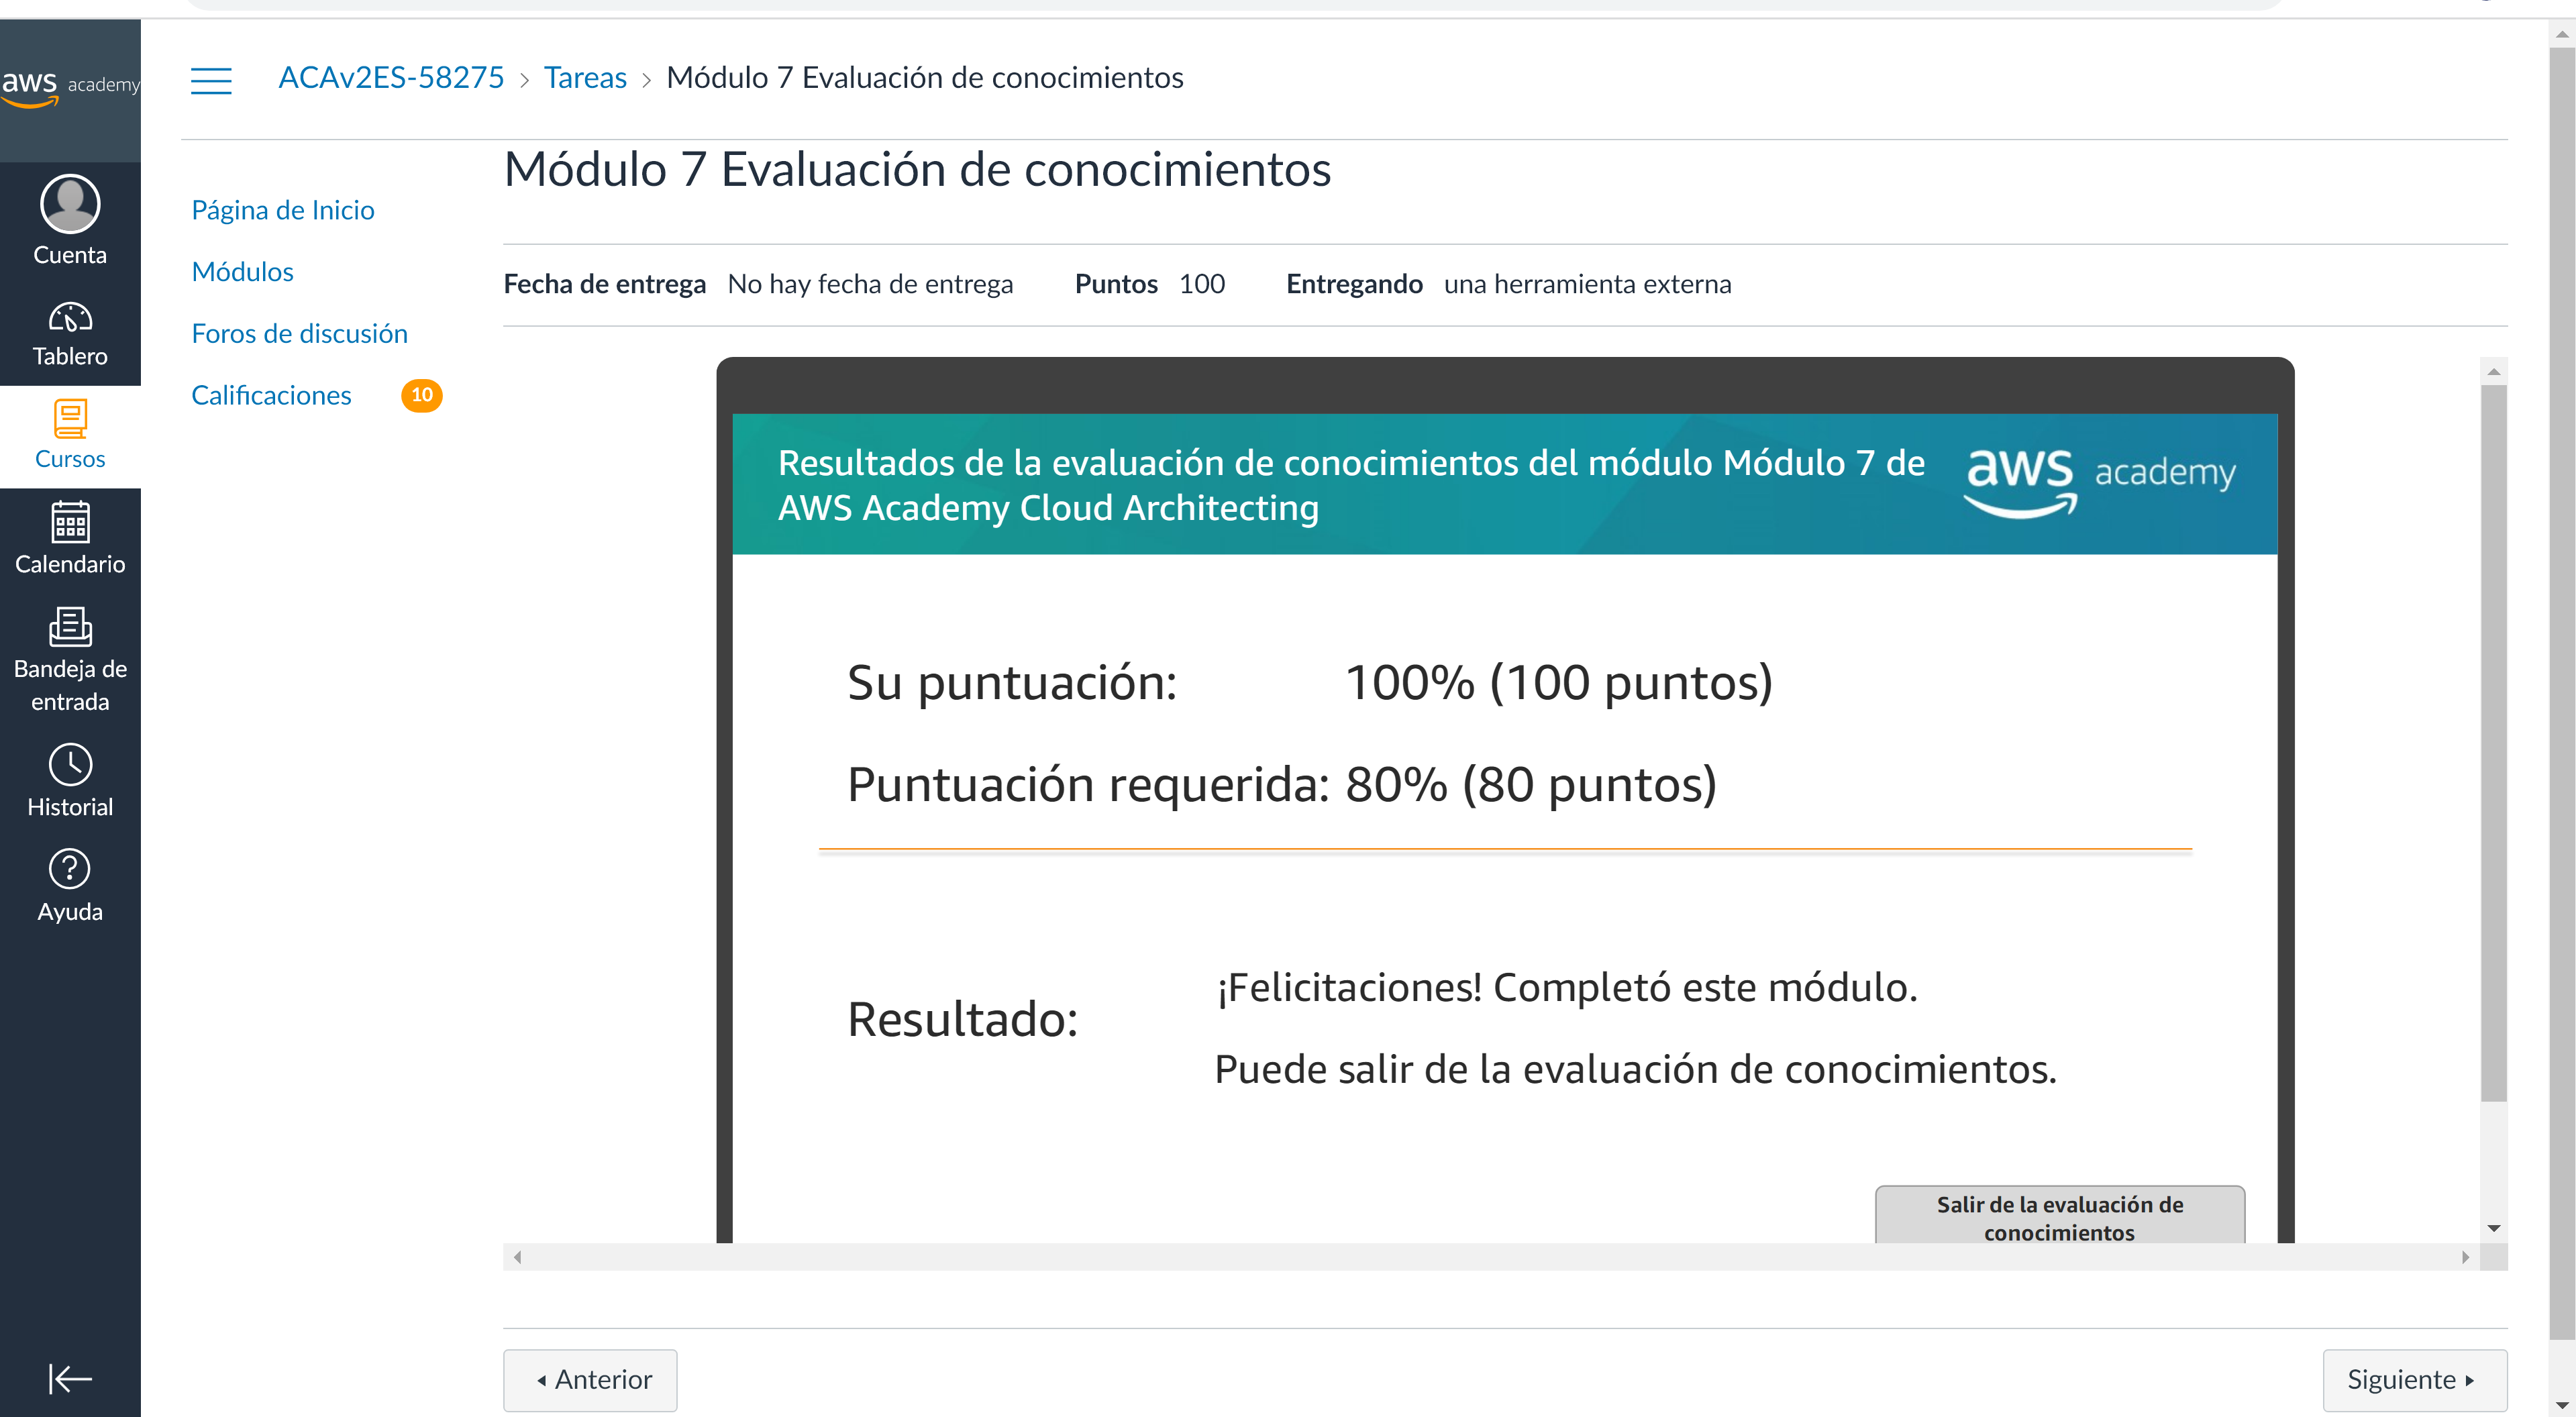 aws academy
Cuenta
Tablero
Cursos
Calendario
Bandeja de
entrada
Historial
Ayuda
ACAv2ES-58275 > Tareas > Módulo 7 Evaluación de conocimientos
Página de Inicio
Módulos
Foros de discusión
Calificaciones 10
Módulo 7 Evaluación de conocimientos
Fecha de entrega No hay fecha de entrega Puntos 100 Entregando una herramienta externa
Resultados de la evaluación de conocimientos del módulo Módulo 7 de
AWS Academy Cloud Architecting
aws academy
Su puntuación: 100% (100 puntos)
Puntuación requerida: 80% (80 puntos)
Resultado:
¡Felicitaciones! Completó este módulo.
Puede salir de la evaluación de conocimientos.
Salir de la evaluación de
conocimientos
Anterior
Siguiente